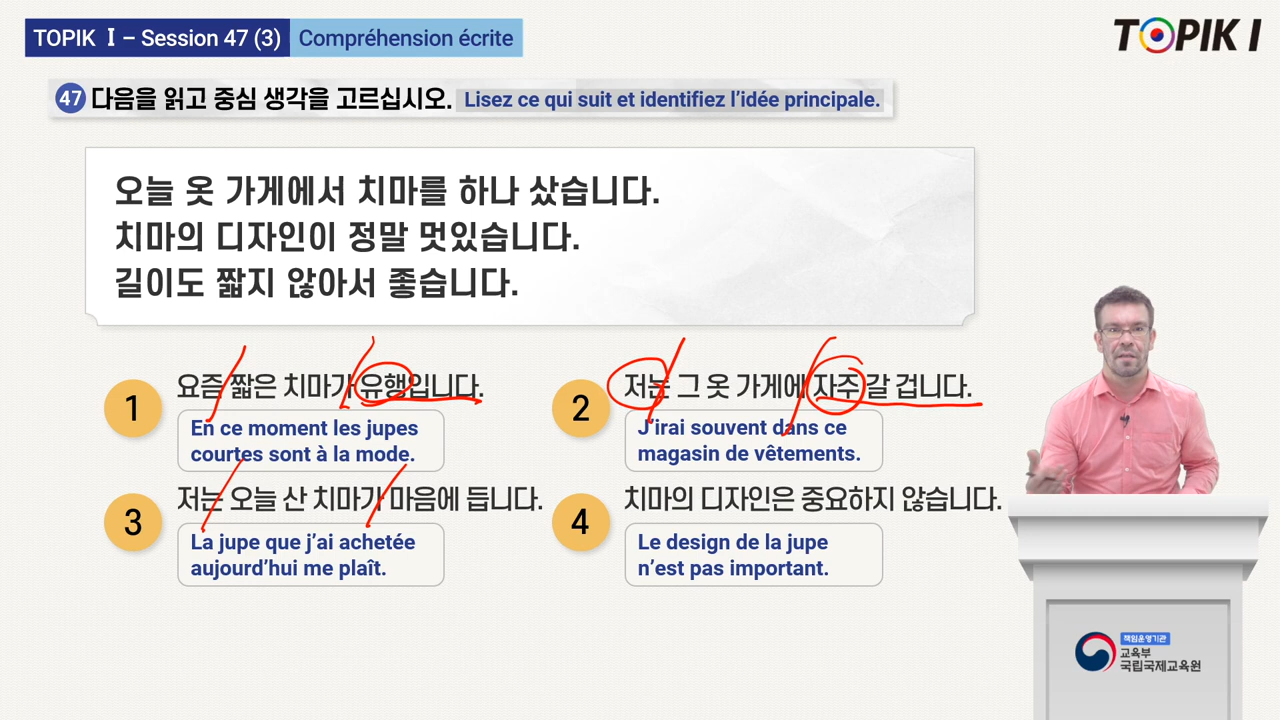 TOPIK Ⅰ – Session 47 (3) Compréhension écrite
TOPIK I
47 다음을 읽고 중심 생각을 고르십시오. Lisez ce qui suit et identifiez l'idée principale.
오늘 옷 가게에서 치마를 하나 샀습니다.
치마의 디자인이 정말 멋있습니다.
길이도 짧지 않아서 좋습니다.
1 요즘 짧은 치마가 유행입니다.
En ce moment les jupes
courtes sont à la mode.
2 저는 그 옷 가게에 자주 갈 겁니다.
J'irai souvent dans ce
magasin de vêtements.
3 저는 오늘 산 치마가 마음에 듭니다.
La jupe que j'ai achetée
aujourd'hui me plaît.
4 치마의 디자인은 중요하지 않습니다.
Le design de la jupe
n'est pas important.
책임운영기관
교육부
국립국제교육원